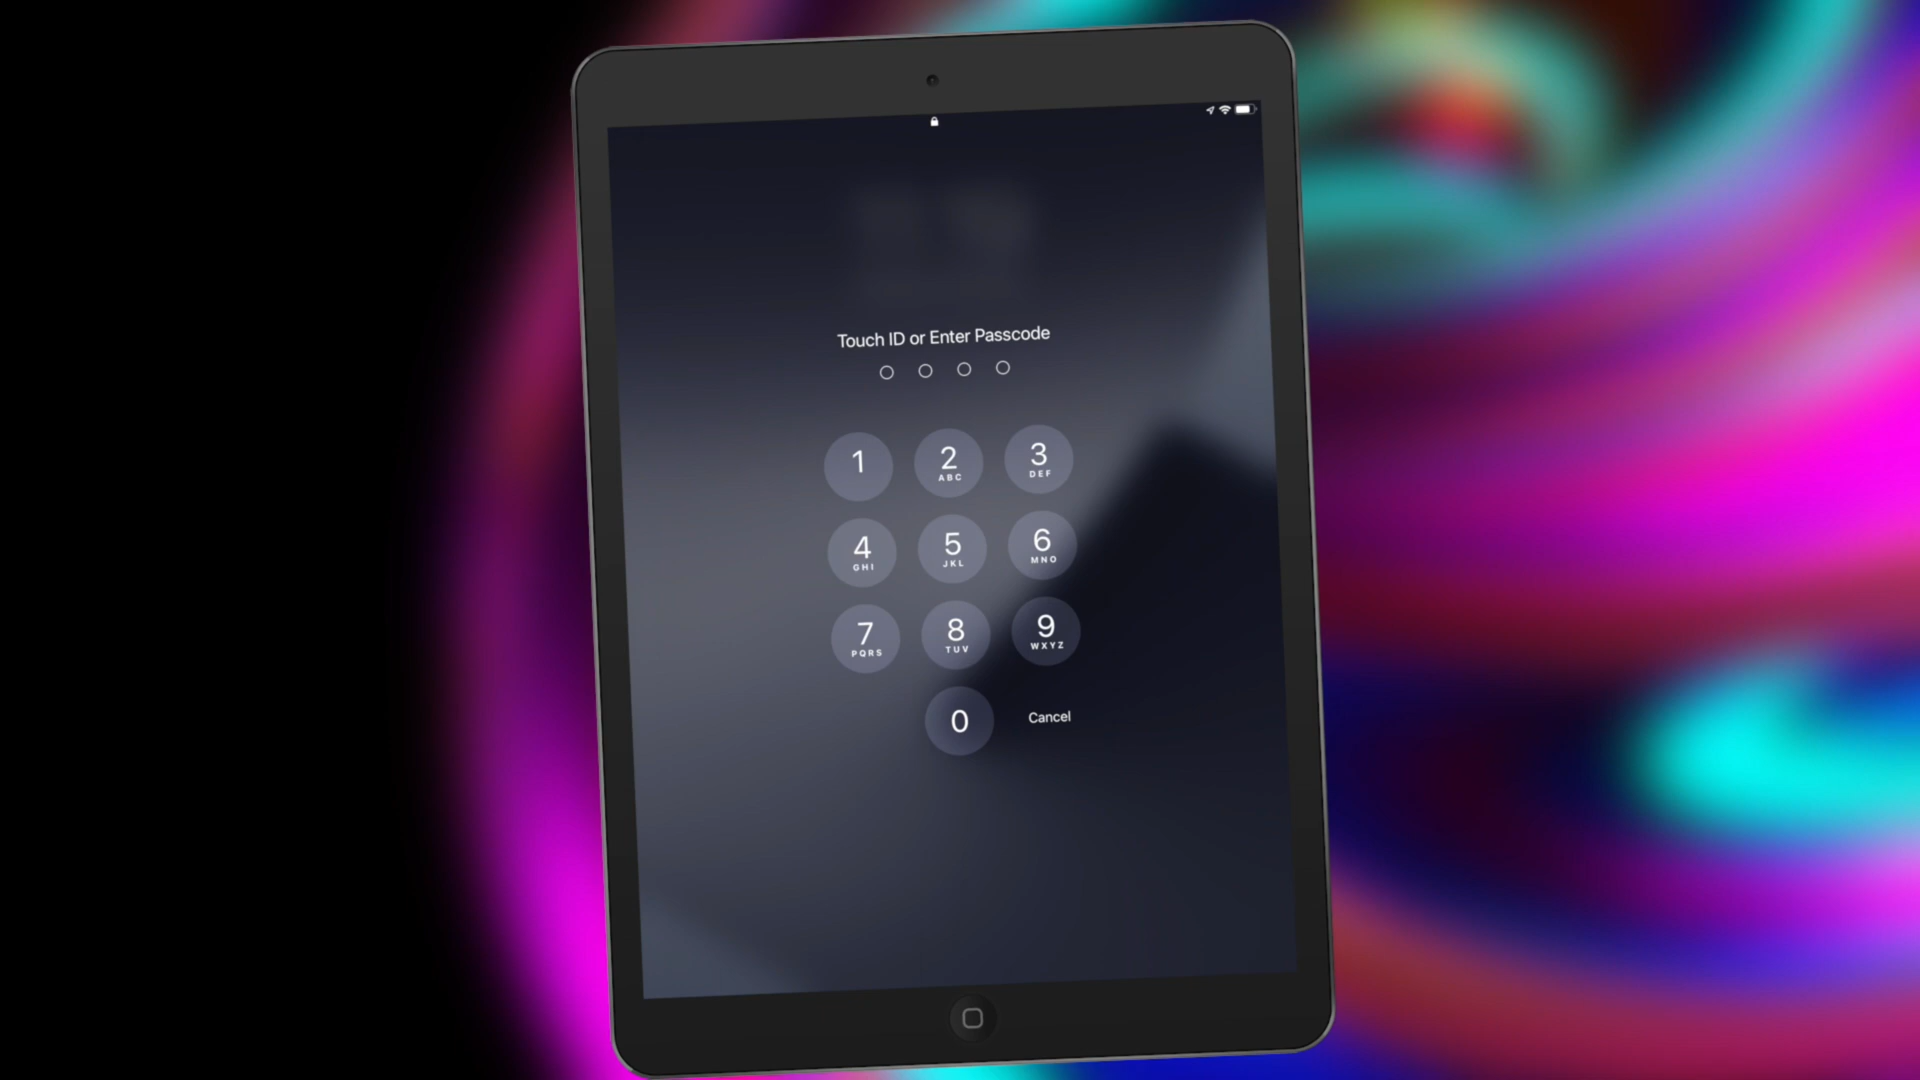 Touch ID or Enter Passcode
1
2
ABC
3
DEF
4
GHI
5
JKL
6
MNO
7
PQRS
8
TUV
9
WXYZ
0
Cancel